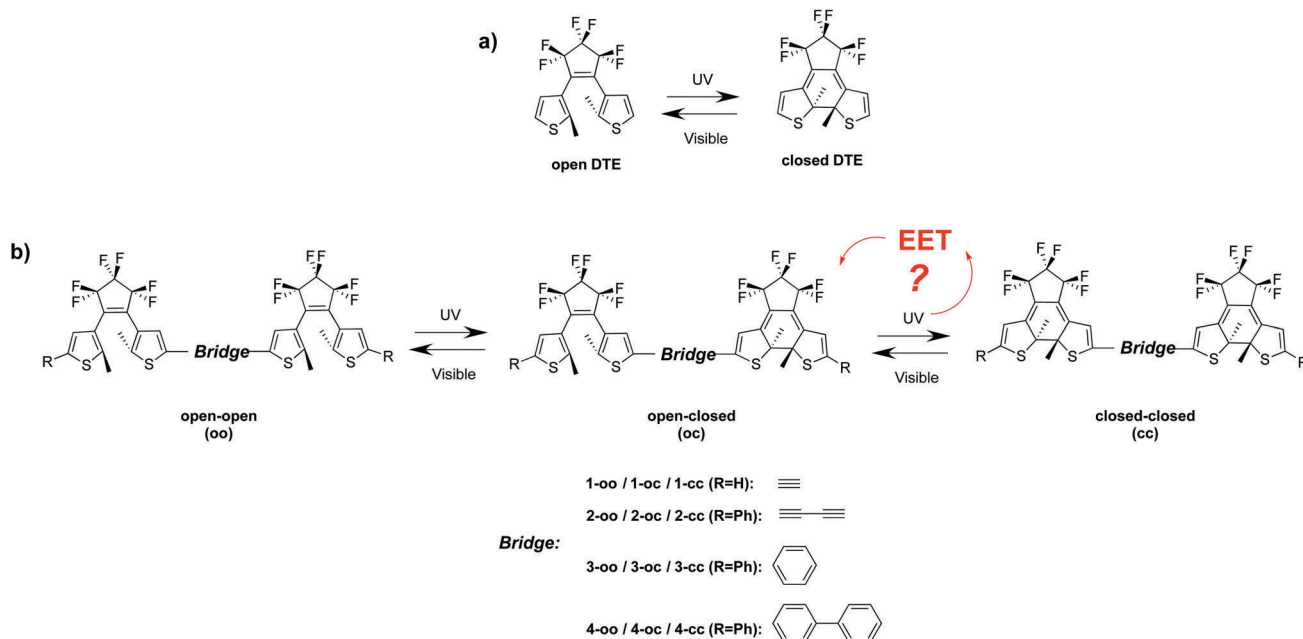 a)
F F
F F
F F
S S
open DTE
UV
Visible
F F
F F
F F
S S
closed DTE
b)
F F
F F
F F
R S S Bridge
F F
F F
F F
S S R
open-open
(oo)
UV
Visible
F F
F F
F F
R S S Bridge
F F
F F
F F
S S R
open-closed
(oc)
EET
?
UV
Visible
F F
F F
F F
R S S Bridge
F F
F F
F F
S S R
closed-closed
(cc)
Bridge:
1-oo / 1-oc / 1-cc (R=H):
2-oo / 2-oc / 2-cc (R=Ph):
3-oo / 3-oc / 3-cc (R=Ph):
4-oo / 4-oc / 4-cc (R=Ph):